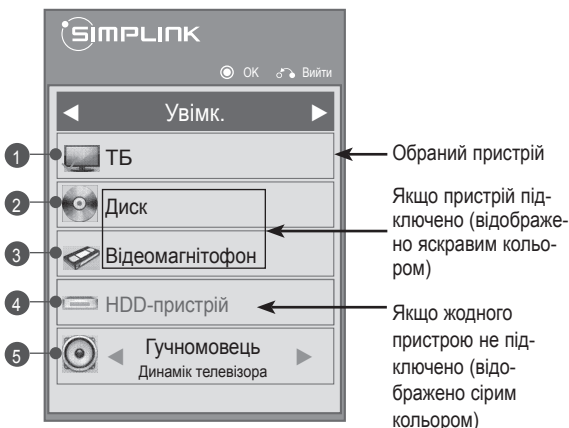 SIMPLINK
OK Вийти
Увімк.
1 ТБ
2 Диск
3 Відеомагнітофон
4 HDD-пристрій
5 Гучномовець
Динамік телевізора
Обраний пристрій
Якщо пристрій під-
ключено (відображе-
но яскравим кольо-
ром)
Якщо жодного
пристрою не під-
ключено (відо-
бражено сірим
кольором)